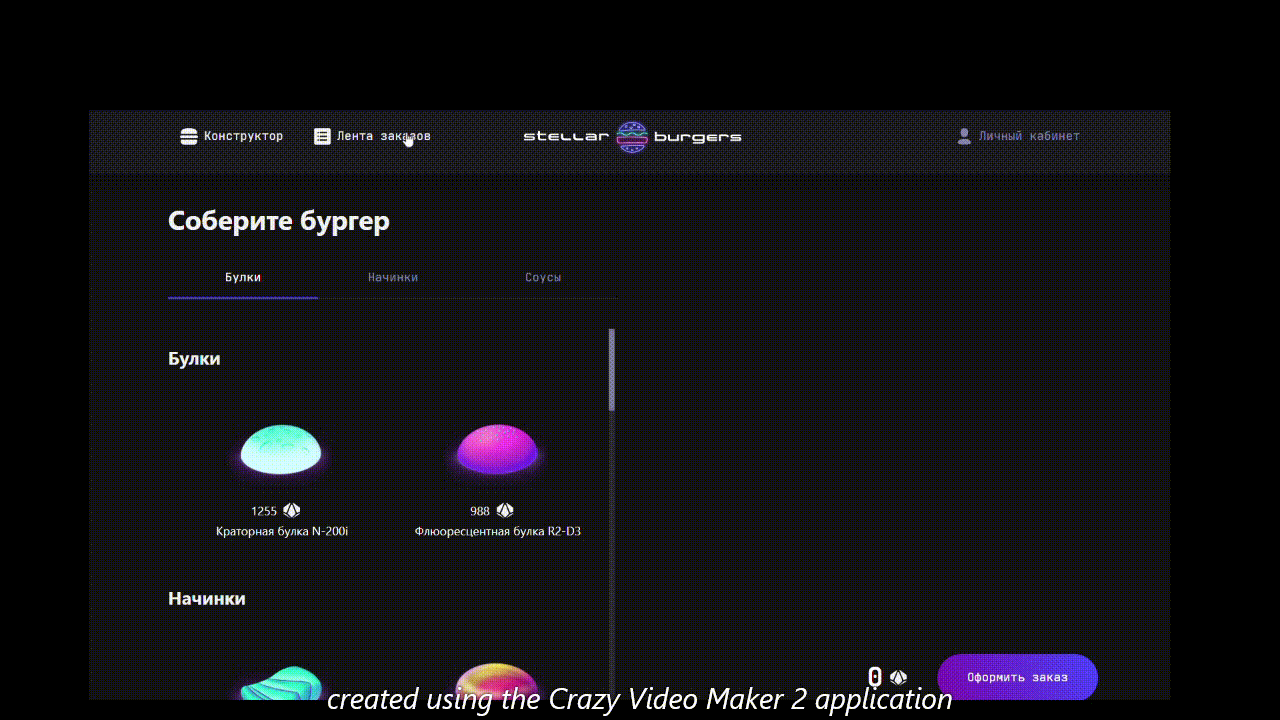 Конструктор Лента заказов stellar burgers Личный кабинет
Соберите бургер
Булки Начинки Соусы
Булки
1255 988
Краторная булка N-200i Флюоресцентная булка R2-D3
Начинки
0 Оформить заказ
created using the Crazy Video Maker 2 application